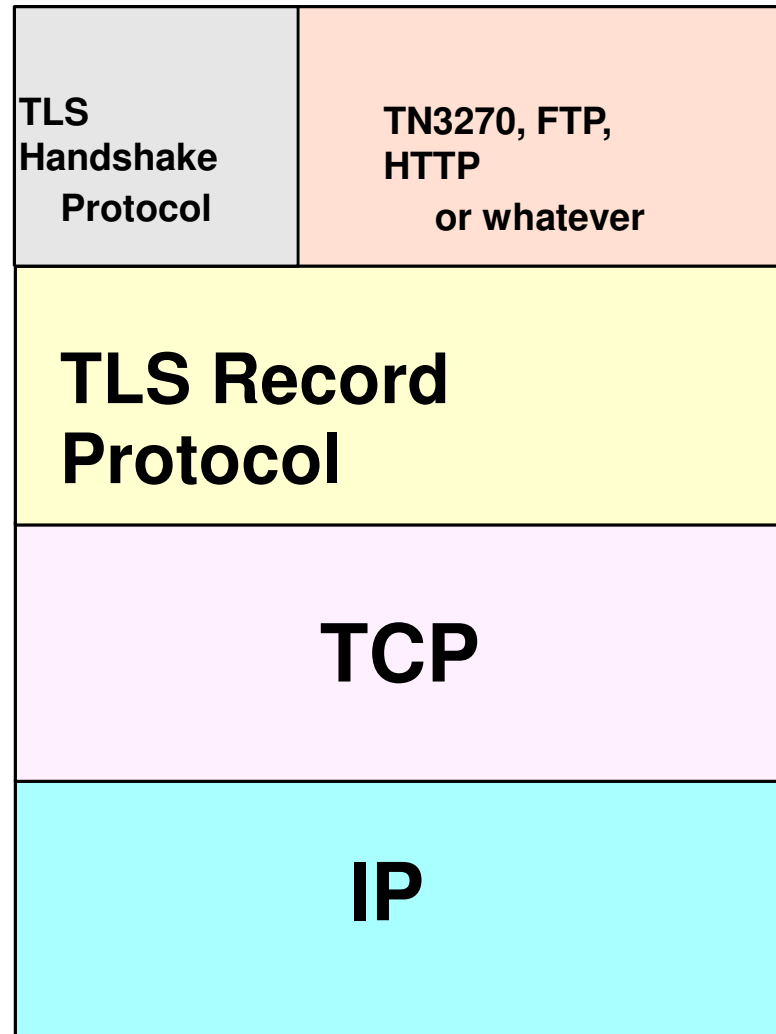 TLS
Handshake
Protocol
TN3270, FTP,
HTTP
or whatever
TLS Record
Protocol
TCP
IP